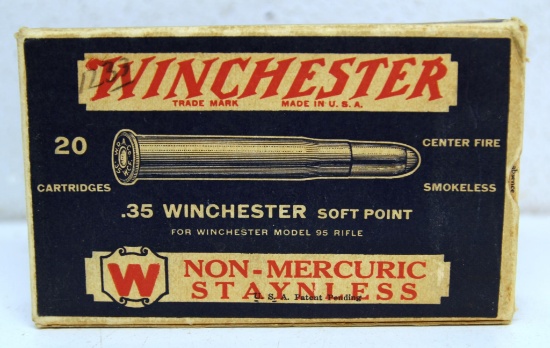 WINCHESTER
TRADE MARK MADE IN U.S.A.
20
CARTRIDGES
CENTER FIRE
SMOKELESS
.35 WINCHESTER SOFT POINT
FOR WINCHESTER MODEL 95 RIFLE
W
NON-MERCURIC
STAYNLESS
U. S. A. Patent Pending